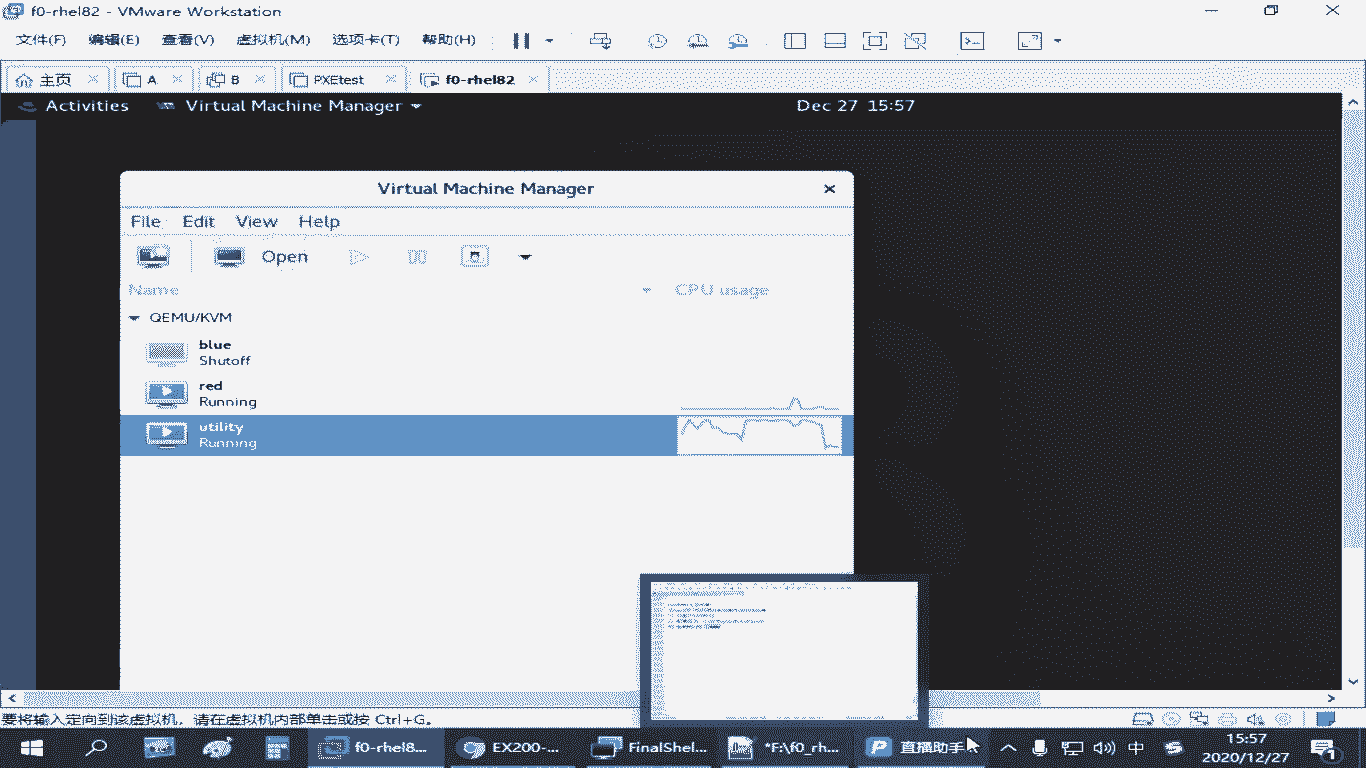 f0-rhel82 - VMware Workstation
文件(F) 编辑(E) 查看(V) 虚拟机(M) 选项卡(T) 帮助(H)
主页 A B PXEtest f0-rhel82
Activities Virtual Machine Manager Dec 27 15:57
Virtual Machine Manager
File Edit View Help
Open
Name CPU usage
QEMU/KVM
blue
Shutoff
red
Running
utility
Running
要将输入定向到该虚拟机，请在虚拟机内部单击或按 Ctrl+G。
f0-rhel8... EX200-... FinalShel... *F:\f0_rh... 直播助手 中 15:57
2020/12/27
1